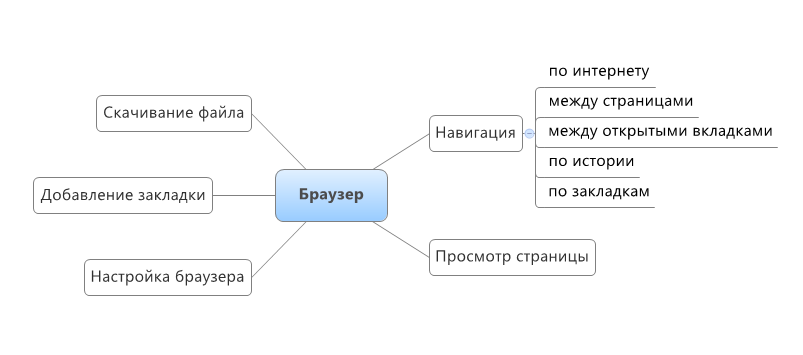 Браузер
Навигация
по интернету
между страницами
между открытыми вкладками
по истории
по закладкам
Просмотр страницы
Скачивание файла
Добавление закладки
Настройка браузера